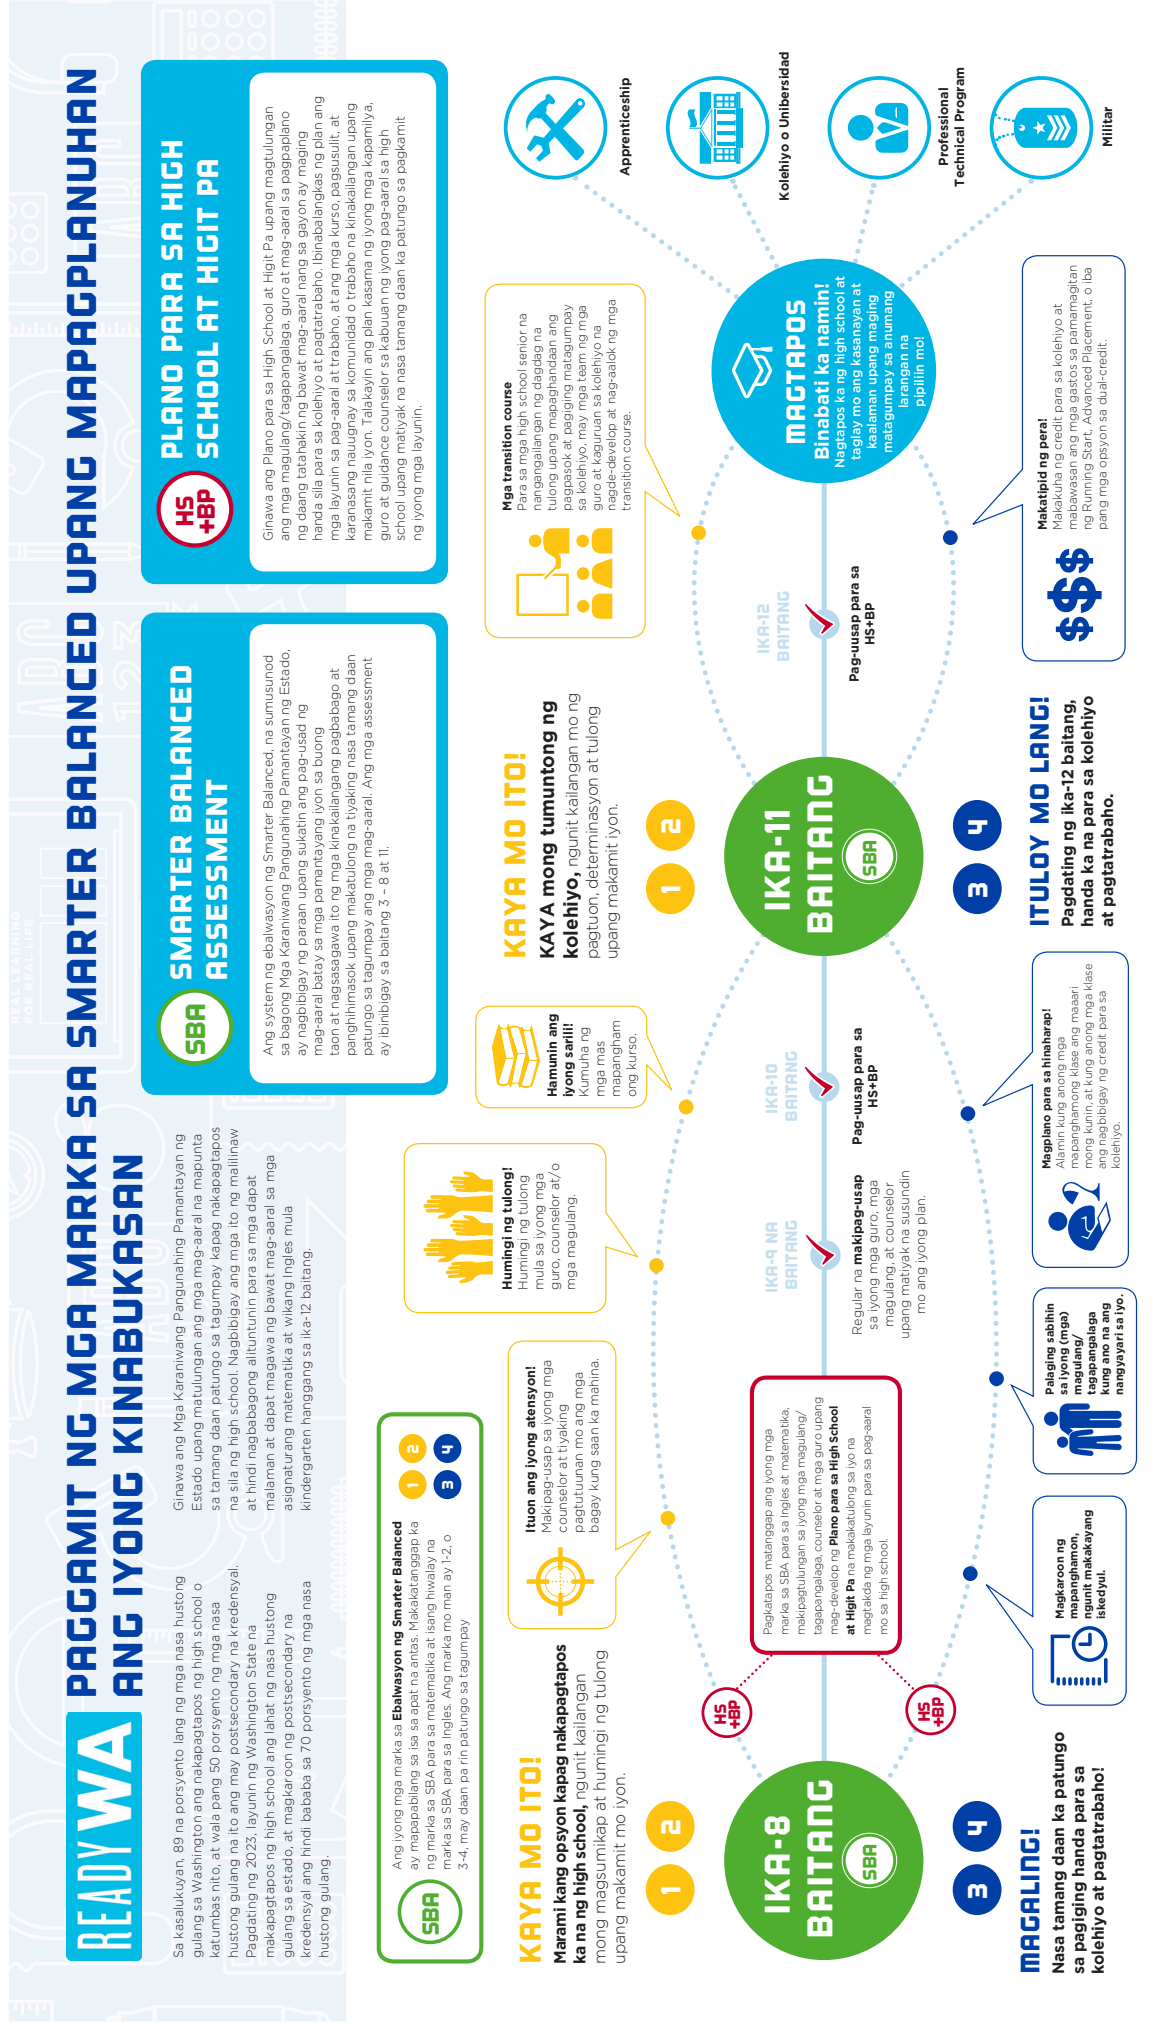 READY WA
PAGGAMIT NG MGA MARKA SA SMARTER BALANCED UPANG MAPAGPLANUHAN
ANG IYONG KINABUKASAN
Sa kasalukuyan, 89 na porsyento lang ng mga nasa hustong
gulang sa Washington ang nakapagtapos ng high school o
katumbas nito, at wala pang 50 porsyento ng mga nasa
hustong gulang na ito ang may postsecondary na kredensyal.
Pagdating ng 2023, layunin ng Washington State na
makapagtapos ng high school ang lahat ng nasa hustong
gulang sa estado, at magkaroon ng postsecondary na
kredensyal ang hindi bababa sa 70 porsyento ng mga nasa
hustong gulang.
Ginawa ang Mga Karaniwang Pangunahing Pamantayan ng
Estado upang matulungan ang mga mag-aaral na mapunta
sa tamang daan patungo sa tagumpay kapag nakapagtapos
na sila ng high school. Nagbibigay ang mga ito ng malilinaw
at hindi nagbabagong alituntunin para sa mga dapat
malaman at dapat magawa ng bawat mag-aaral sa mga
asignaturang matematika at wikang Ingles mula
kindergarten hanggang sa ika-12 baitang.
SBA
SMARTER BALANCED
ASSESSMENT
Ang system ng ebalwasyon ng Smarter Balanced, na sumusunod
sa bagong Mga Karaniwang Pangunahing Pamantayan ng Estado,
ay nagbibigay ng paraan upang sukatin ang pag-usad ng
mag-aaral batay sa mga pamantayang iyon sa buong
taon at nagsasagawa ito ng mga kinakailangang pagbabago at
panghihimasok upang makatulong na tiyaking nasa tamang daan
patungo sa tagumpay ang mga mag-aaral. Ang mga assessment
ay ibinibigay sa baitang 3 - 8 at 11.
HS
+BP
PLANO PARA SA HIGH
SCHOOL AT HIGIT PA
Ginawa ang Plano para sa High School at Higit Pa upang magtulungan
ang mga magulang/tagapangalaga, guro at mag-aaral sa pagpaplano
ng daang tatahakin ng bawat mag-aaral nang sa gayon ay maging
handa sila para sa kolehiyo at pagtatrabaho. Ibinabalangkas ng plan ang
mga layunin sa pag-aaral at trabaho, at ang mga kurso, pagsusulit, at
karanasang nauugnay sa komunidad o trabaho na kinakailangan upang
makamit nila iyon. Talakayin ang plan kasama ng iyong mga kapamilya,
guro at guidance counselor sa kabuuan ng iyong pag-aaral sa high
school upang matiyak na nasa tamang daan ka patungo sa pagkamit
ng iyong mga layunin.
SBA
Ang iyong mga marka sa Ebalwasyon ng Smarter Balanced
ay mapapabilang sa isa sa apat na antas. Makakatanggap ka
ng marka sa SBA para sa matematika at isang hiwalay na
marka sa SBA para sa Ingles. Ang marka mo man ay 1-2, o
3-4, may daan pa rin patungo sa tagumpay
1 2
3 4
KAYA MO ITO!
Marami kang opsyon kapag nakapagtapos
ka na ng high school, ngunit kailangan
mong magsumikap at humingi ng tulong
upang makamit mo iyon.
1 2
IKA-8
BAITANG
SBA
3 4
MAGALING!
Nasa tamang daan ka patungo
sa pagiging handa para sa
kolehiyo at pagtatrabaho!
HS
+BP
HS
+BP
Pagkatapos matanggap ang iyong mga
marka sa SBA para sa Ingles at matematika,
makipagtulungan sa iyong mga magulang/
tagapangalaga, counselor at mga guro upang
mag-develop ng Plano para sa High School
at Higit Pa na makakatulong sa iyo na
magtakda ng mga layunin para sa pag-aaral
mo sa high school.
Ituon ang iyong atensyon!
Makipag-usap sa iyong mga
counselor at tiyaking
pagtutuunan mo ang mga
bagay kung saan ka mahina.
Humingi ng tulong!
Humingi ng tulong
mula sa iyong mga
guro, counselor at/o
mga magulang.
Hamunin ang
iyong sarili!
Kumuha ng
mga mas
mapangham
ong kurso.
Magkaroon ng
mapanghamon,
ngunit makakayang
iskedyul.
Palaging sabihin
sa iyong (mga)
magulang/
tagapangalaga
kung ano na ang
nangyayari sa iyo.
Magplano para sa hinaharap!
Alamin kung anong mga
mapanghamong klase ang maaari
mong kunin, at kung anong mga klase
ang nagbibigay ng credit para sa
kolehiyo.
IKA-9 NA
BAITANG
Regular na makipag-usap
sa iyong mga guro, mga
magulang, at counselor
upang matiyak na susundin
mo ang iyong plan.
IKA-10
BAITANG
Pag-uusap para sa
HS+BP
KAYA MO ITO!
KAYA mong tumuntong ng
kolehiyo, ngunit kailangan mo ng
pagtuon, determinasyon at tulong
upang makamit iyon.
1 2
IKA-11
BAITANG
SBA
3 4
ITULOY MO LANG!
Pagdating ng ika-12 baitang,
handa ka na para sa kolehiyo
at pagtatrabaho.
IKA-12
BAITANG
Pag-uusap para sa
HS+BP
Mga transition course
Para sa mga high school senior na
nangangailangan ng dagdag na
tulong upang mapaghandaan ang
pagpasok at pagiging matagumpay
sa kolehiyo, may mga team ng mga
guro at kaguruan sa kolehiyo na
nagde-develop at nag-aalok ng mga
transition course.
Makatipid ng pera!
Makakuha ng credit para sa kolehiyo at
mabawasan ang mga gastos sa pamamagitan
ng Running Start, Advanced Placement, o iba
pang mga opsyon sa dual-credit.
MAGTAPOS
Binabati ka namin!
Nagtapos ka ng high school at
taglay mo ang kasanayan at
kaalaman upang maging
matagumpay sa anumang
larangan na
pipiliin mo!
Apprenticeship
Kolehiyo o Unibersidad
Professional
Technical Program
Militar
REAL LEARNING
FOR REAL LIFE.
ABC
123